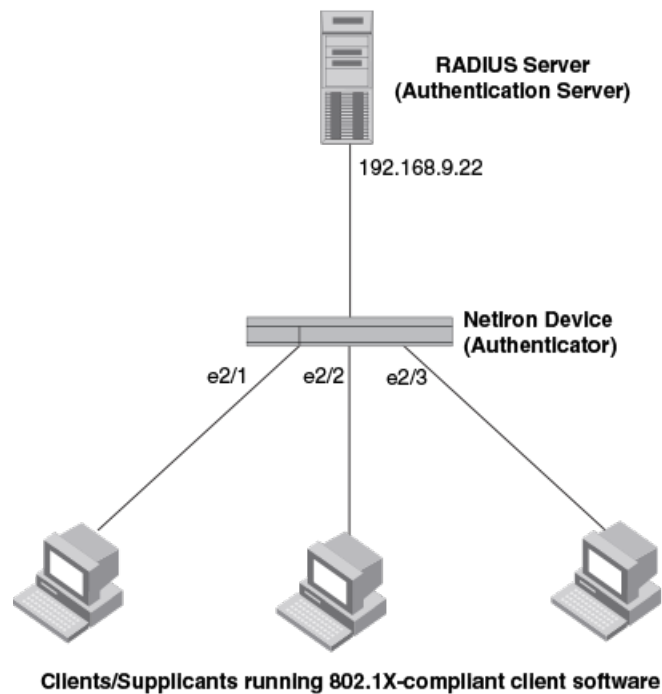 RADIUS Server
(Authentication Server)
192.168.9.22
NetIron Device
(Authenticator)
e2/1
e2/2
e2/3
Clients/Supplicants running 802.1X-compliant client software